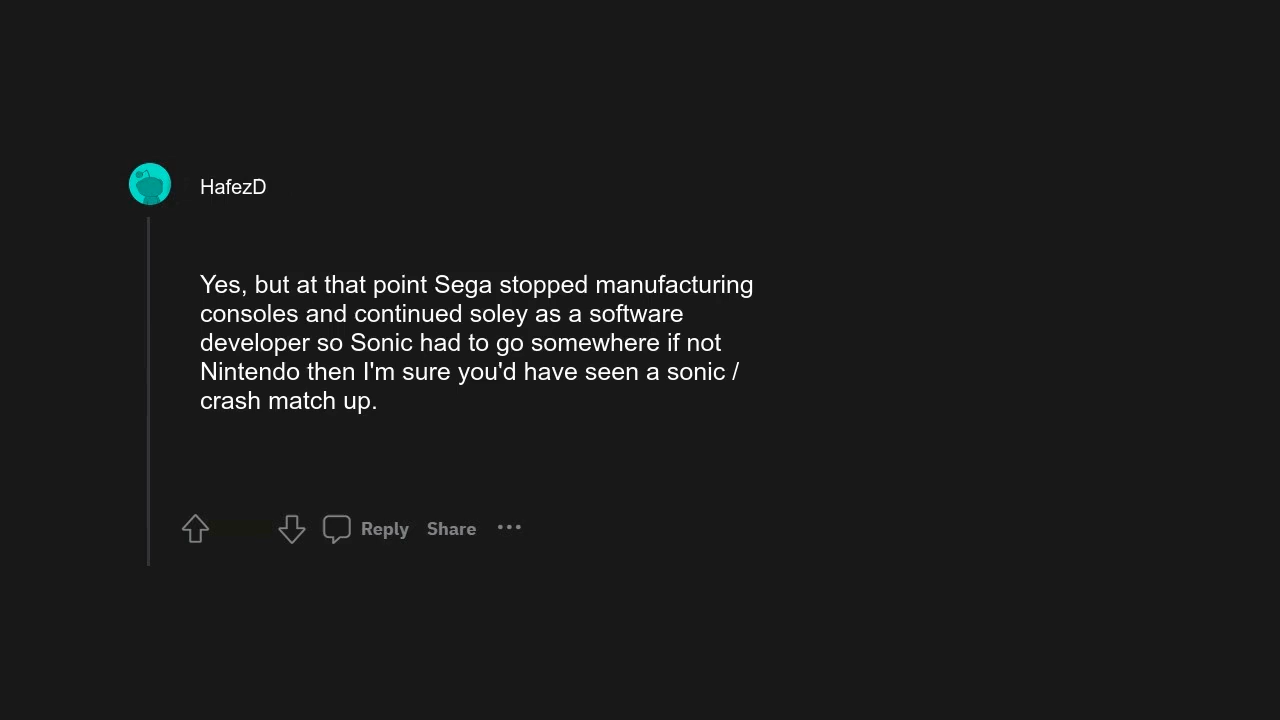 HafezD
Yes, but at that point Sega stopped manufacturing
consoles and continued soley as a software
developer so Sonic had to go somewhere if not
Nintendo then I'm sure you'd have seen a sonic /
crash match up.
Reply Share